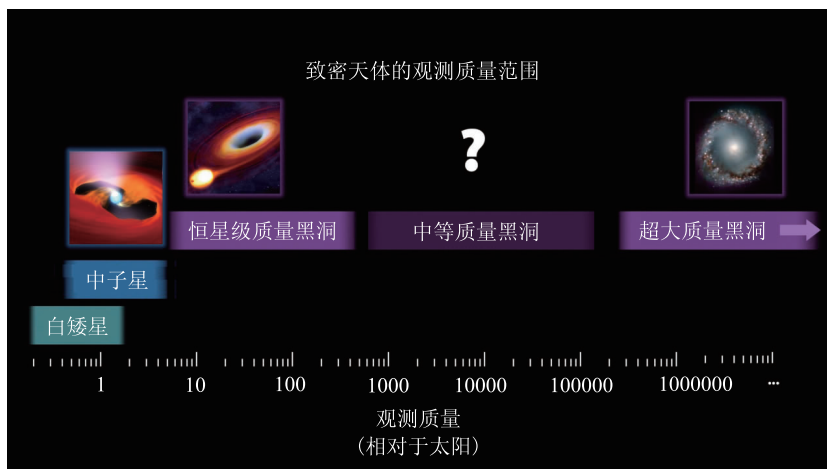 致密天体的观测质量范围
?
恒星级质量黑洞 中等质量黑洞 超大质量黑洞
中子星
白矮星
1 10 100 1000 10000 100000 1000000 ...
观测质量
(相对于太阳)